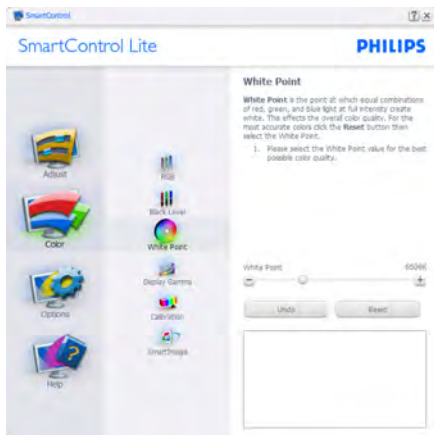 SmartControl
SmartControl Lite
PHILIPS
Adjust
Color
Options
Help
RGB
Black Level
White Point
Display Gamma
Calibration
SmartImage
White Point
White Point is the point at which equal combinations
of red, green, and blue light at full intensity create
white. This effects the overall color quality. For the
most accurate colors click the Reset button then
select the White Point.
1. Please select the White Point value for the best
possible color quality.
White Point 6506K
Undo Reset